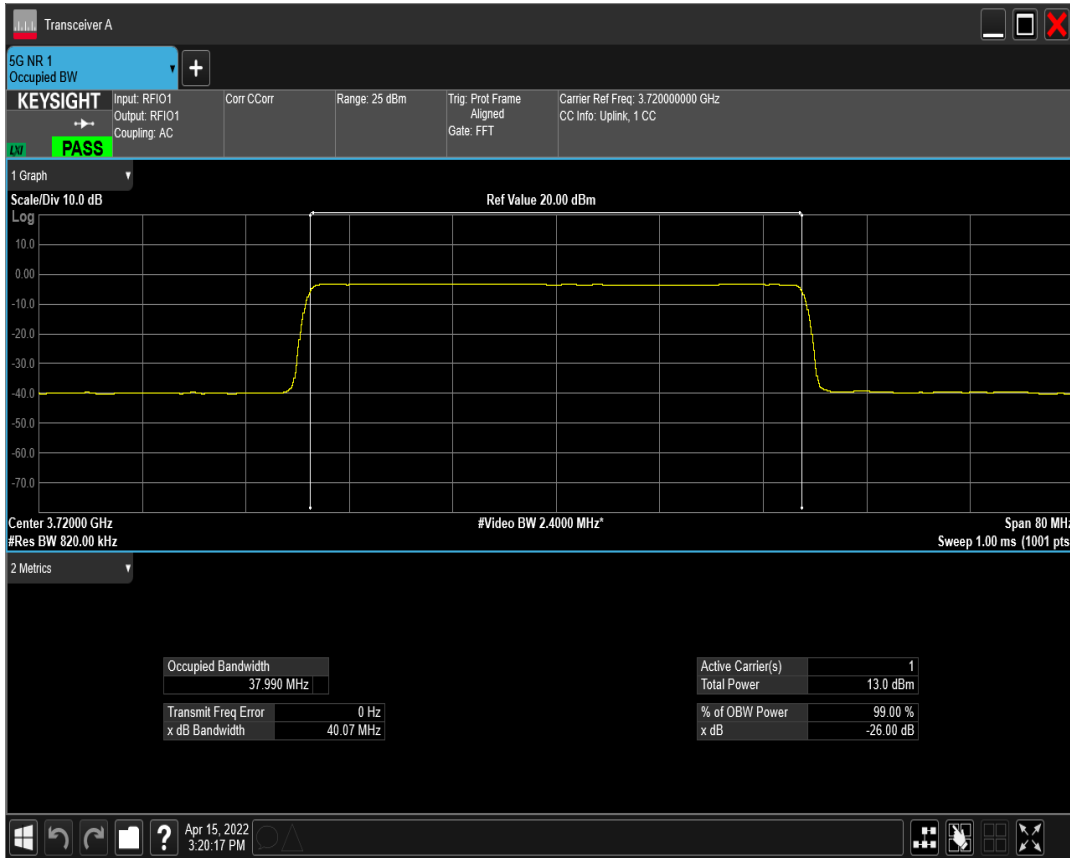 Transceiver A
5G NR 1
Occupied BW
+
KEYSIGHT
LXI
PASS
Input: RFIO1
Output: RFIO1
Coupling: AC
Corr CCorr
Range: 25 dBm
Trig: Prot Frame
Aligned
Gate: FFT
Carrier Ref Freq: 3.720000000 GHz
CC Info: Uplink, 1 CC
1 Graph
Scale/Div 10.0 dB
Ref Value 20.00 dBm
Log
10.0
0.00
-10.0
-20.0
-30.0
-40.0
-50.0
-60.0
-70.0
Center 3.72000 GHz
#Video BW 2.4000 MHz*
Span 80 MHz
#Res BW 820.00 kHz
Sweep 1.00 ms (1001 pts
2 Metrics
Occupied Bandwidth
37.990 MHz
Transmit Freq Error 0 Hz
x dB Bandwidth 40.07 MHz
Active Carrier(s) 1
Total Power 13.0 dBm
% of OBW Power 99.00 %
x dB -26.00 dB
?
Apr 15, 2022
3:20:17 PM